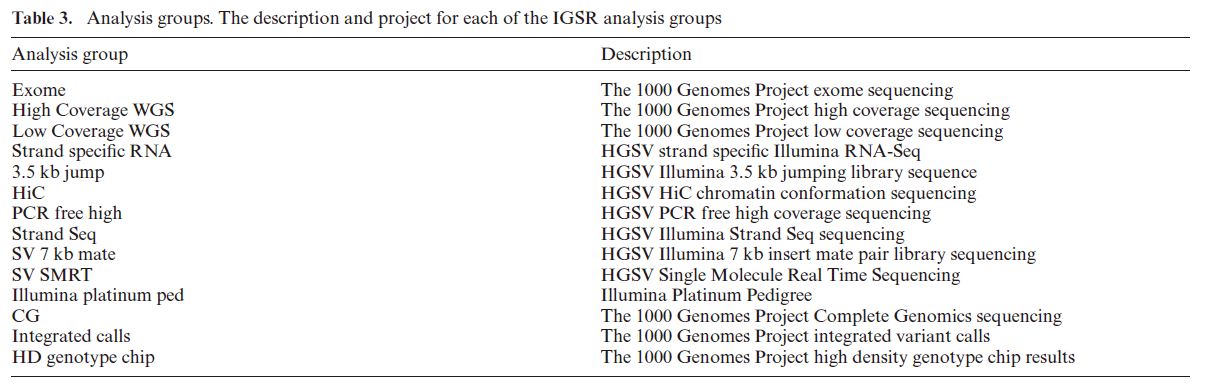 Table 3. Analysis groups. The description and project for each of the IGSR analysis groups
Analysis group Description
Exome The 1000 Genomes Project exome sequencing
High Coverage WGS The 1000 Genomes Project high coverage sequencing
Low Coverage WGS The 1000 Genomes Project low coverage sequencing
Strand specific RNA HGSV strand specific Illumina RNA-Seq
3.5 kb jump HGSV Illumina 3.5 kb jumping library sequence
HiC HGSV HiC chromatin conformation sequencing
PCR free high HGSV PCR free high coverage sequencing
Strand Seq HGSV Illumina Strand Seq sequencing
SV 7 kb mate HGSV Illumina 7 kb insert mate pair library sequencing
SV SMRT HGSV Single Molecule Real Time Sequencing
Illumina platinum ped Illumina Platinum Pedigree
CG The 1000 Genomes Project Complete Genomics sequencing
Integrated calls The 1000 Genomes Project integrated variant calls
HD genotype chip The 1000 Genomes Project high density genotype chip results